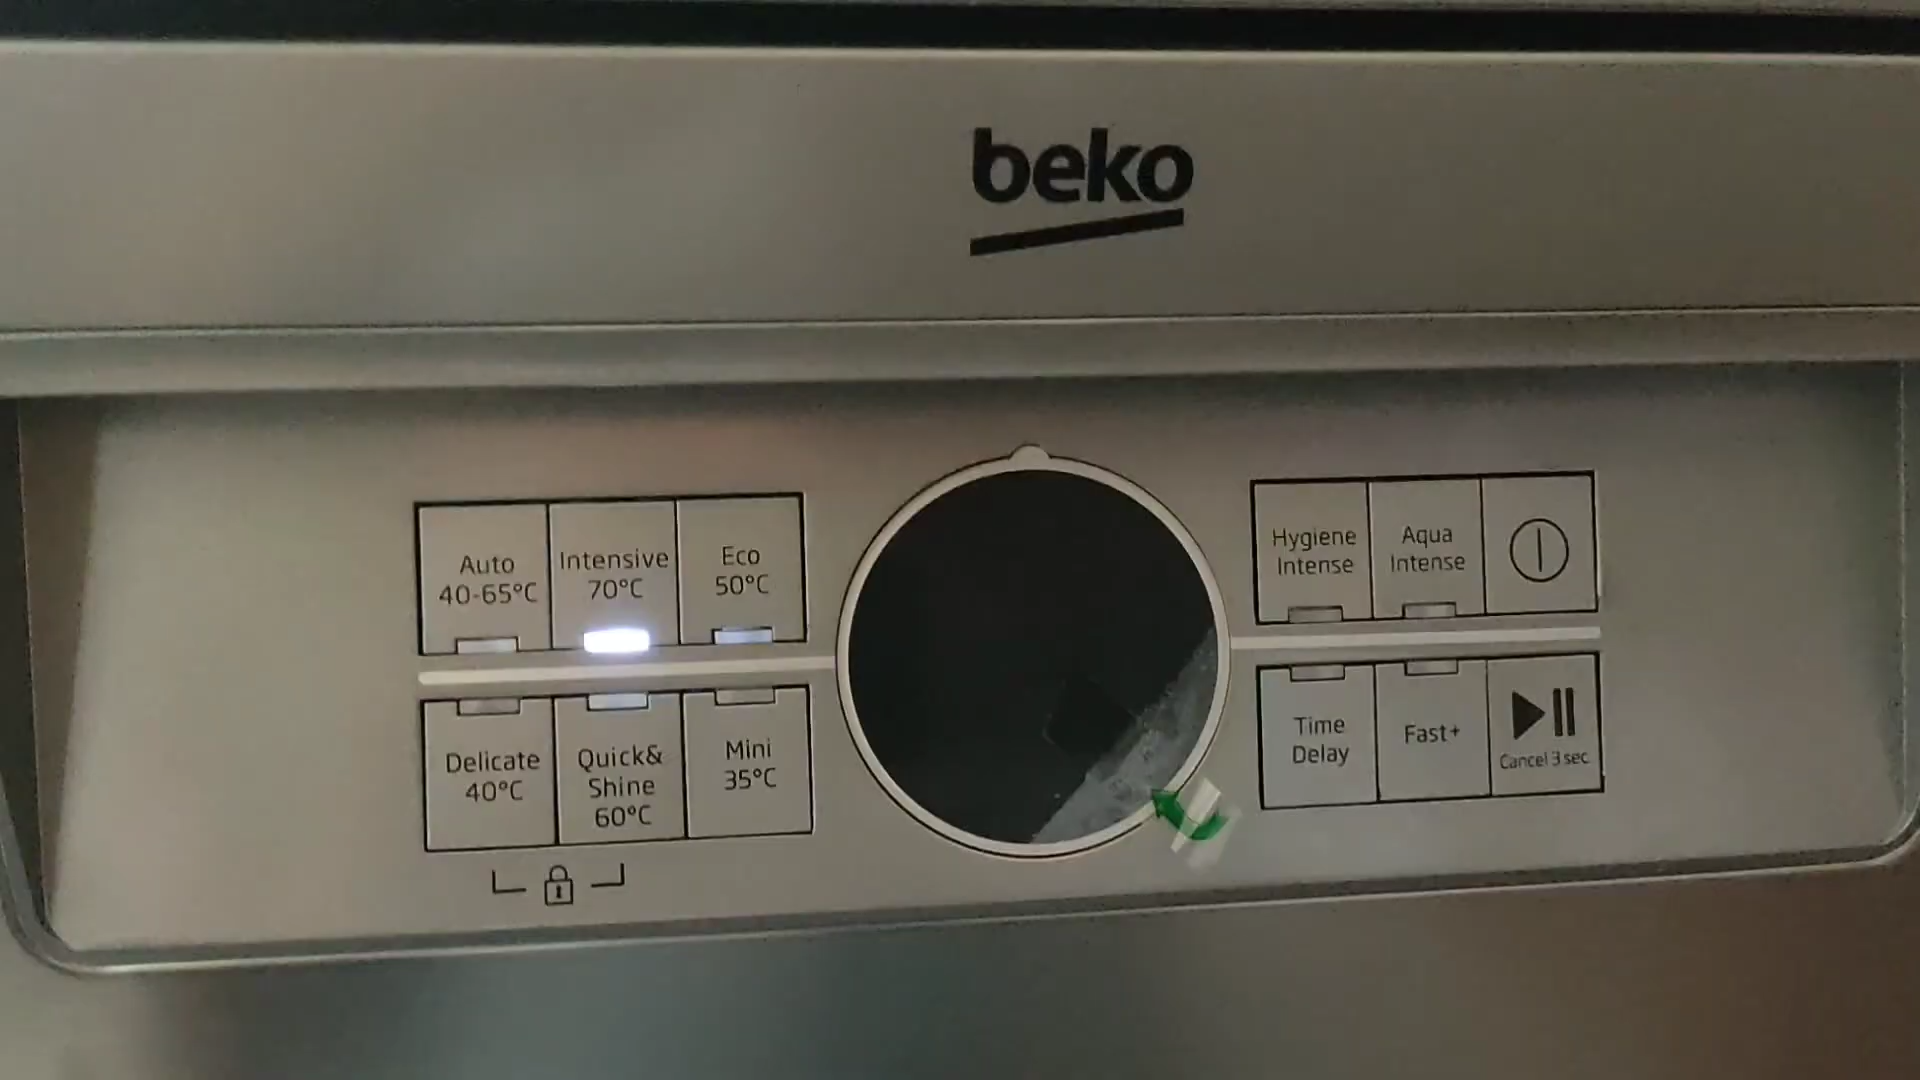 beko
Auto
40-65°C
Intensive
70°C
Eco
50°C
Delicate
40°C
Quick&
Shine
60°C
Mini
35°C
Hygiene
Intense
Aqua
Intense
Time
Delay
Fast+
Cancel 3 sec